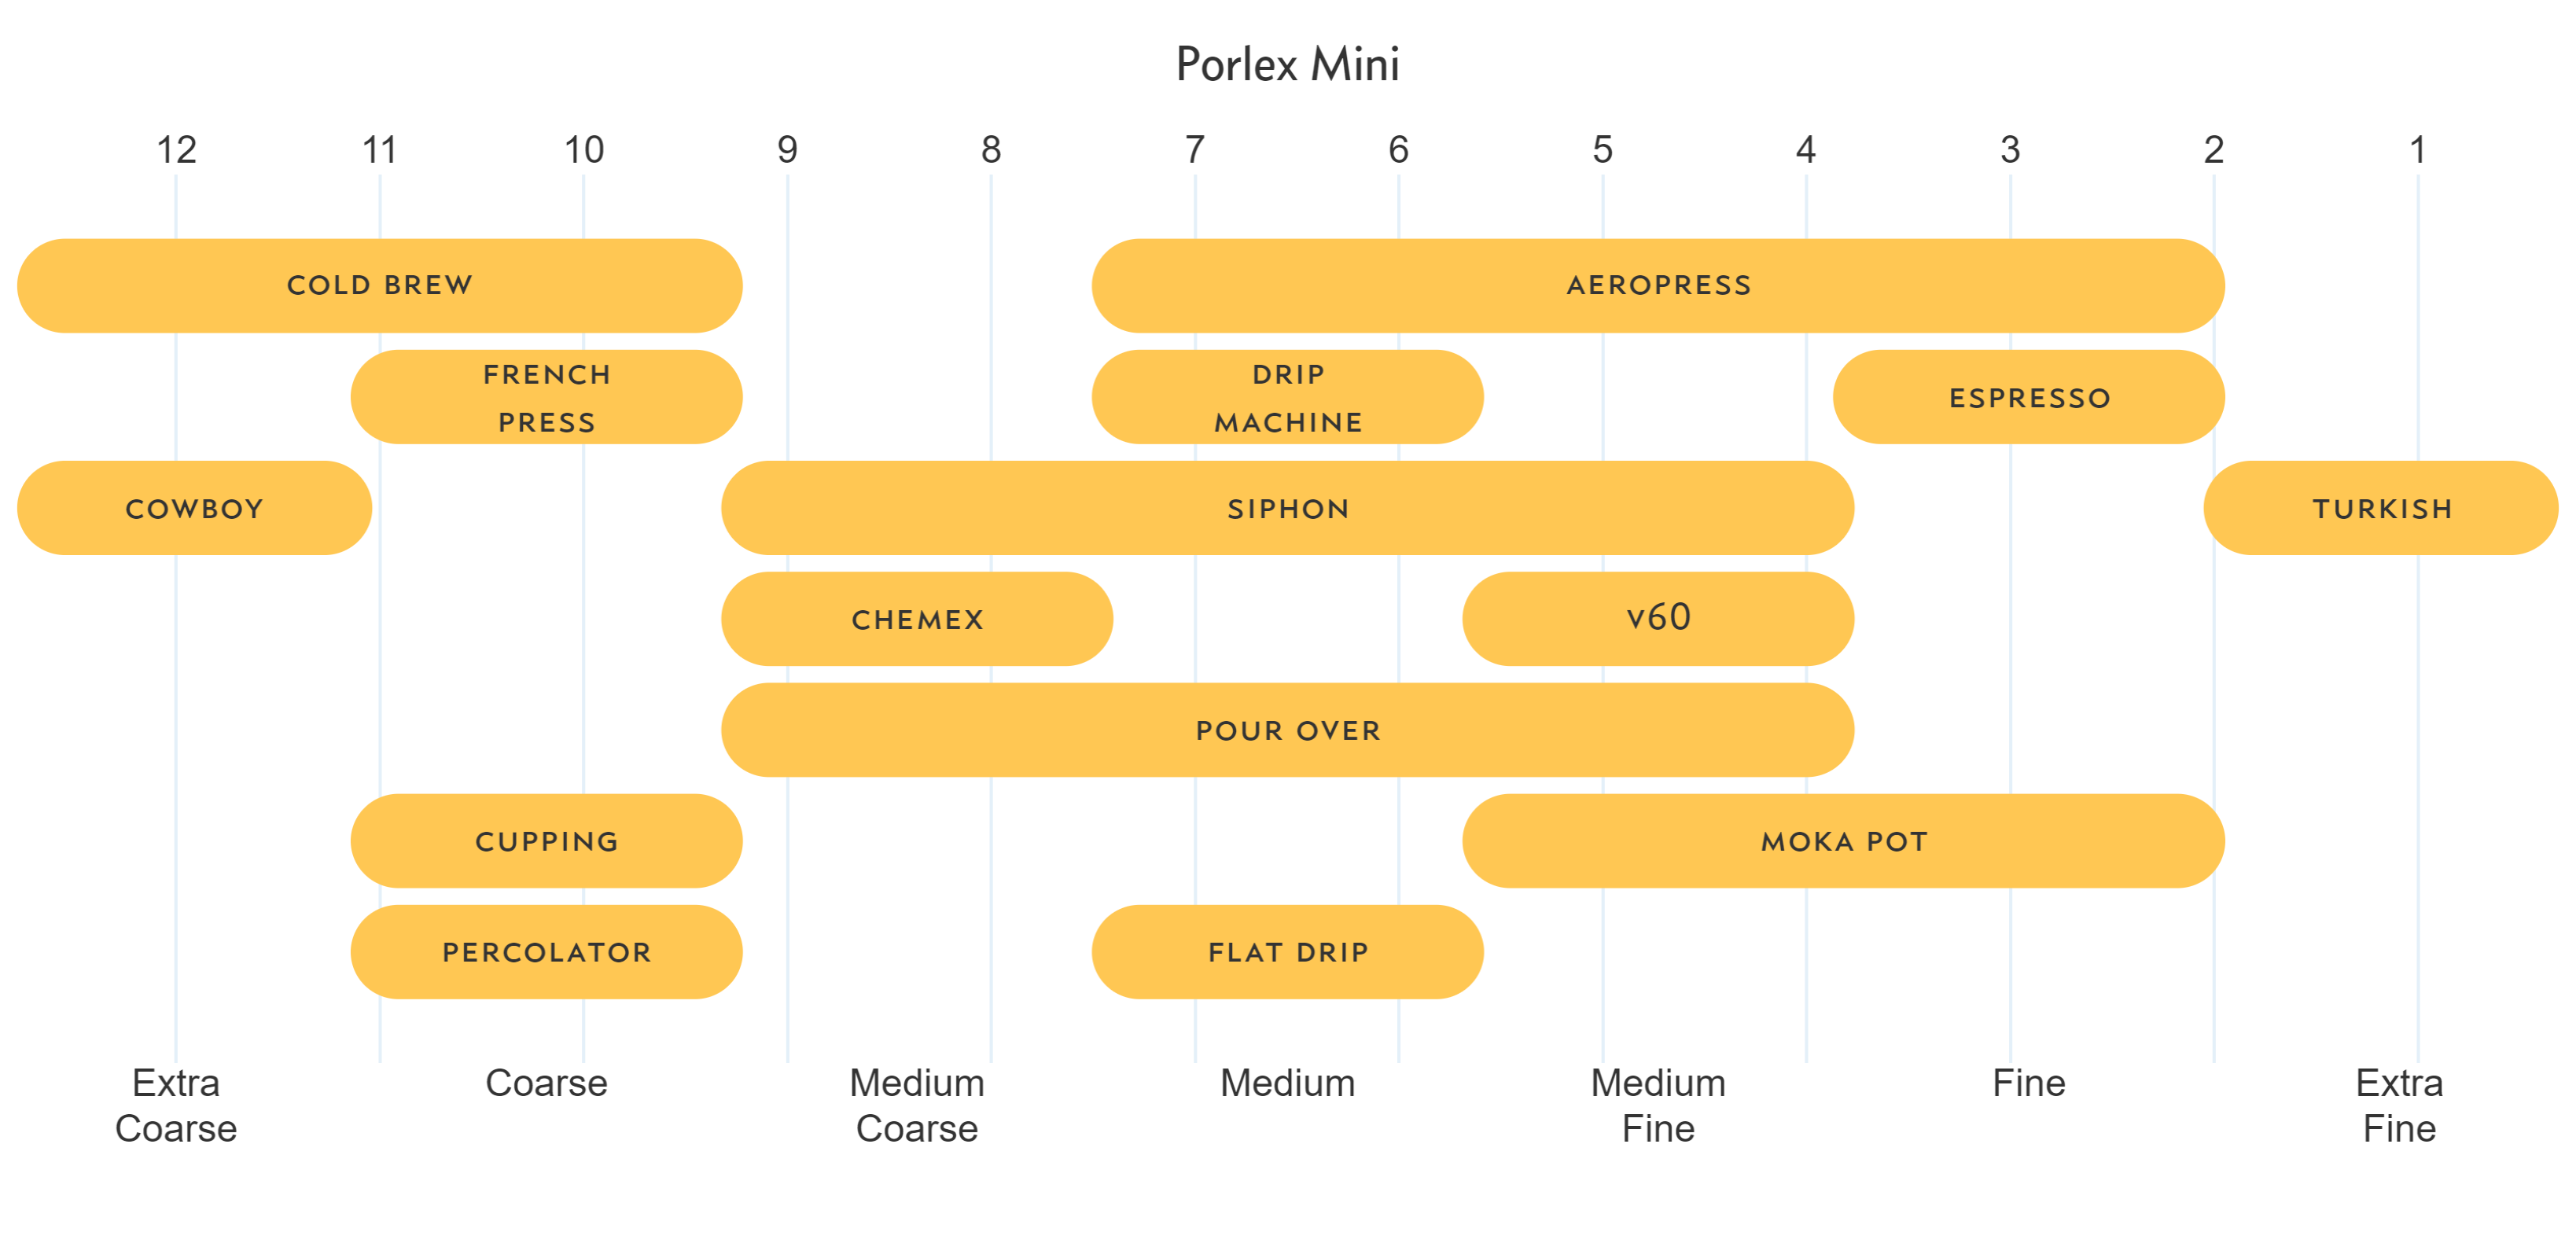 Porlex Mini
12 11 10 9 8 7 6 5 4 3 2 1
COLD BREW
AEROPRESS
FRENCH
PRESS
DRIP
MACHINE
ESPRESSO
COWBOY
SIPHON
TURKISH
CHEMEX
V60
POUR OVER
CUPPING
MOKA POT
PERCOLATOR
FLAT DRIP
Extra
Coarse
Coarse
Medium
Coarse
Medium
Medium
Fine
Fine
Extra
Fine